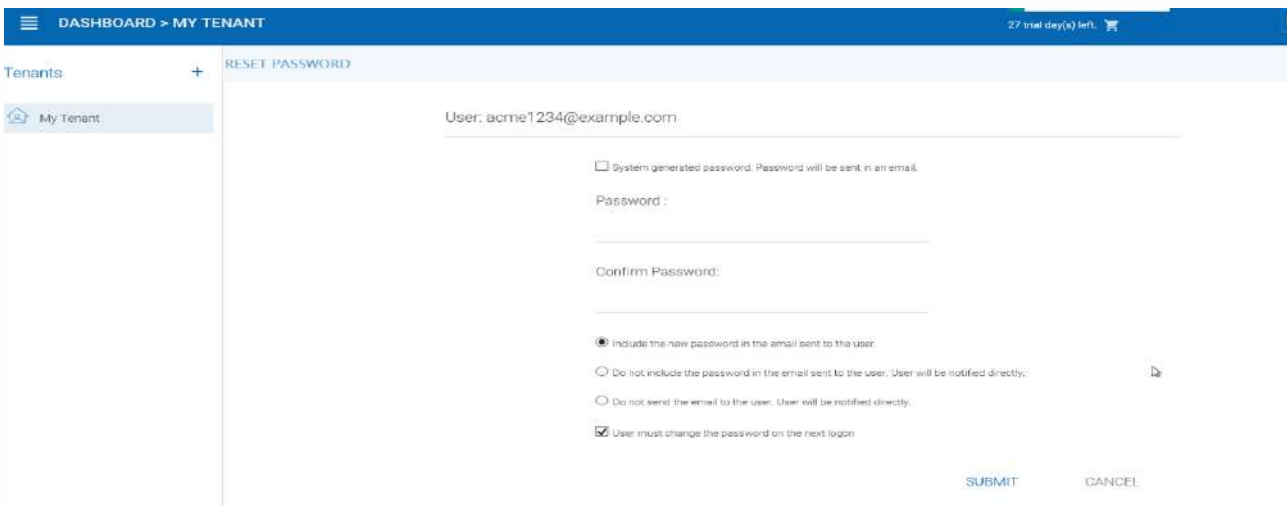 DASHBOARD > MY TENANT
27 trial day(s) left.
Tenants +
RESET PASSWORD
My Tenant
User: acme1234@example.com
System generated password. Password will be sent in an email.
Password :
Confirm Password:
Include the new password in the email sent to the user.
Do not include the password in the email sent to the user. User will be notified directly.
Do not send the email to the user. User will be notified directly.
User must change the password on the next logon
SUBMIT CANCEL